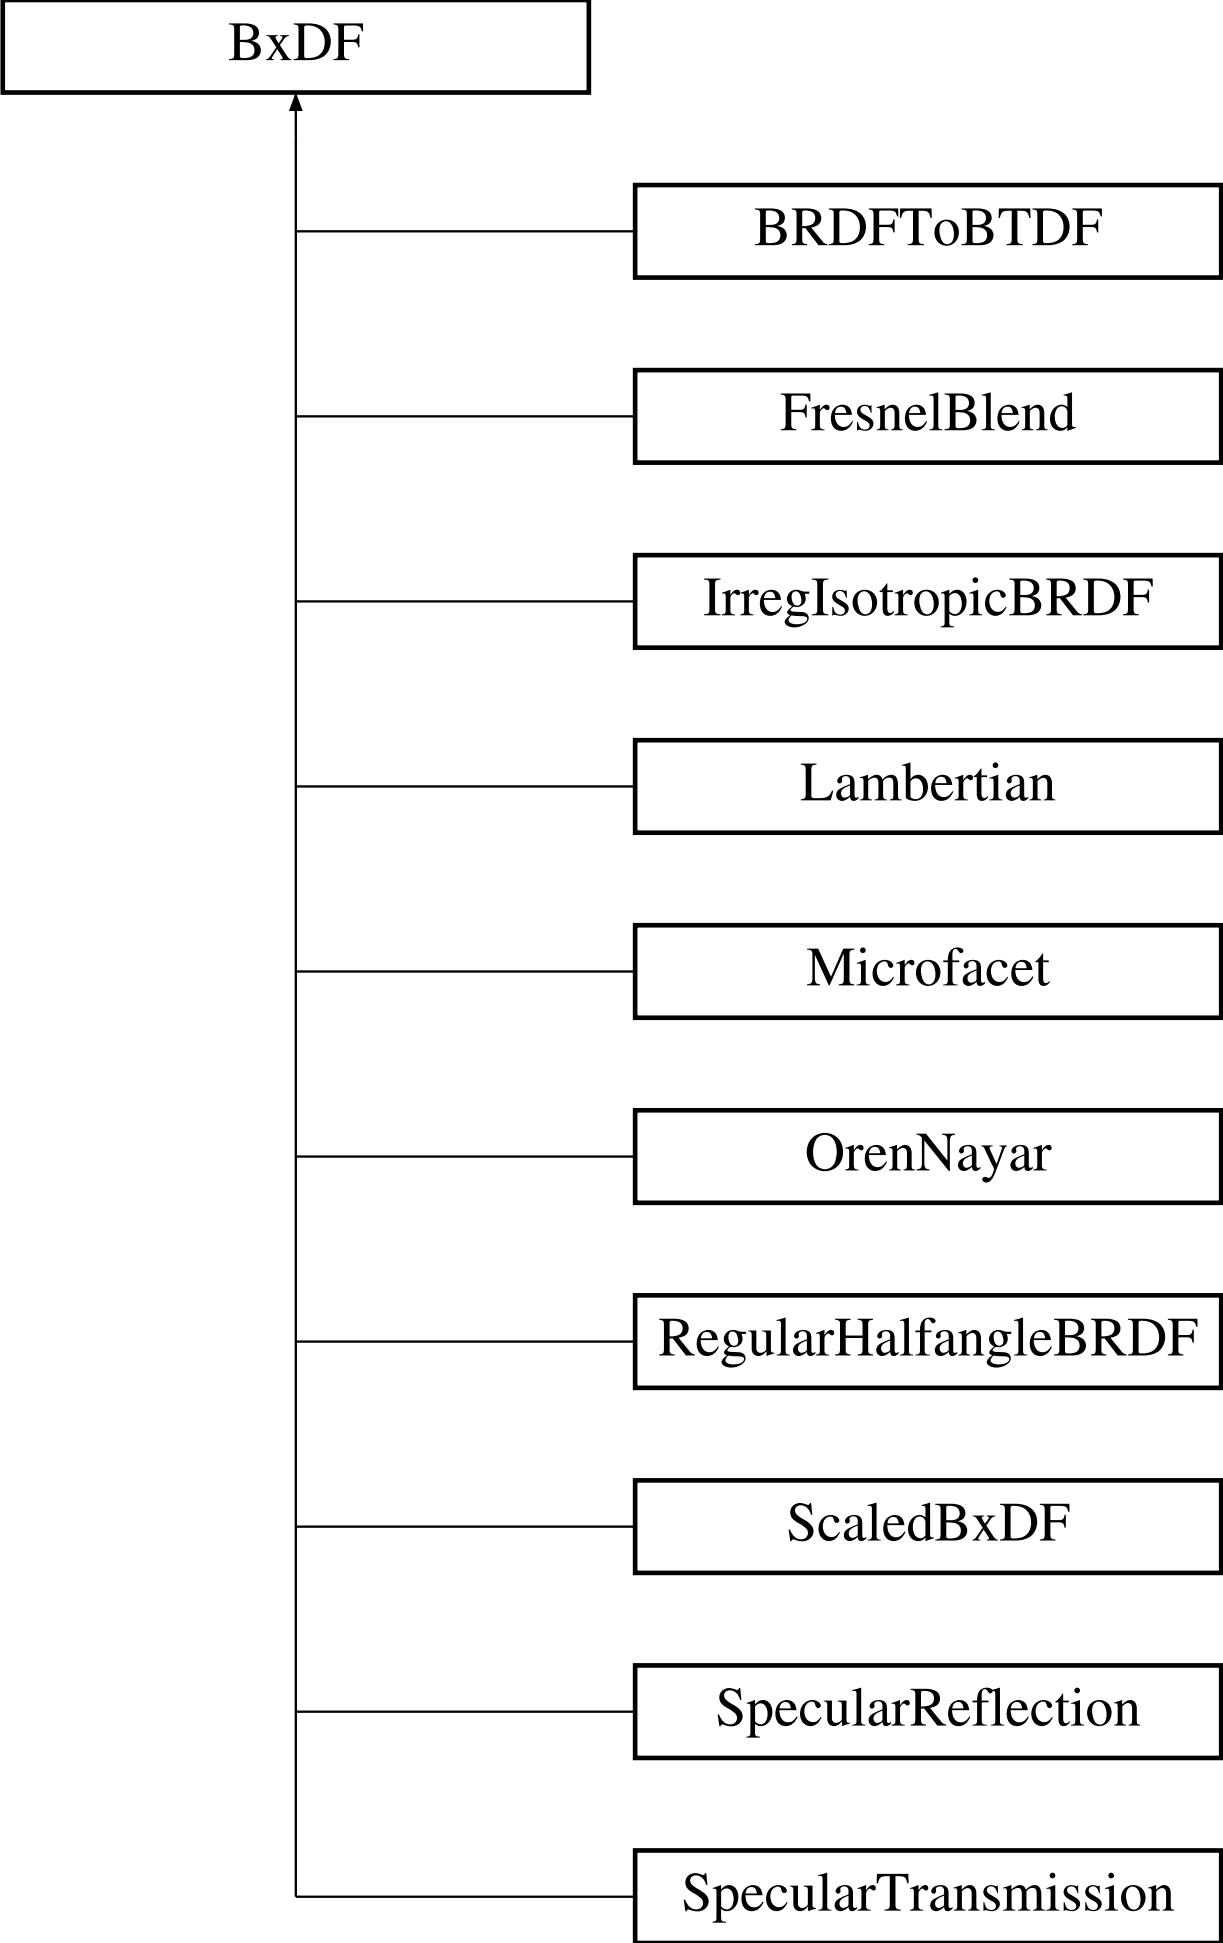 BxDF
BRDFToBTDF
FresnelBlend
IrregIsotropicBRDF
Lambertian
Microfacet
OrenNayar
RegularHalfangleBRDF
ScaledBxDF
SpecularReflection
SpecularTransmission